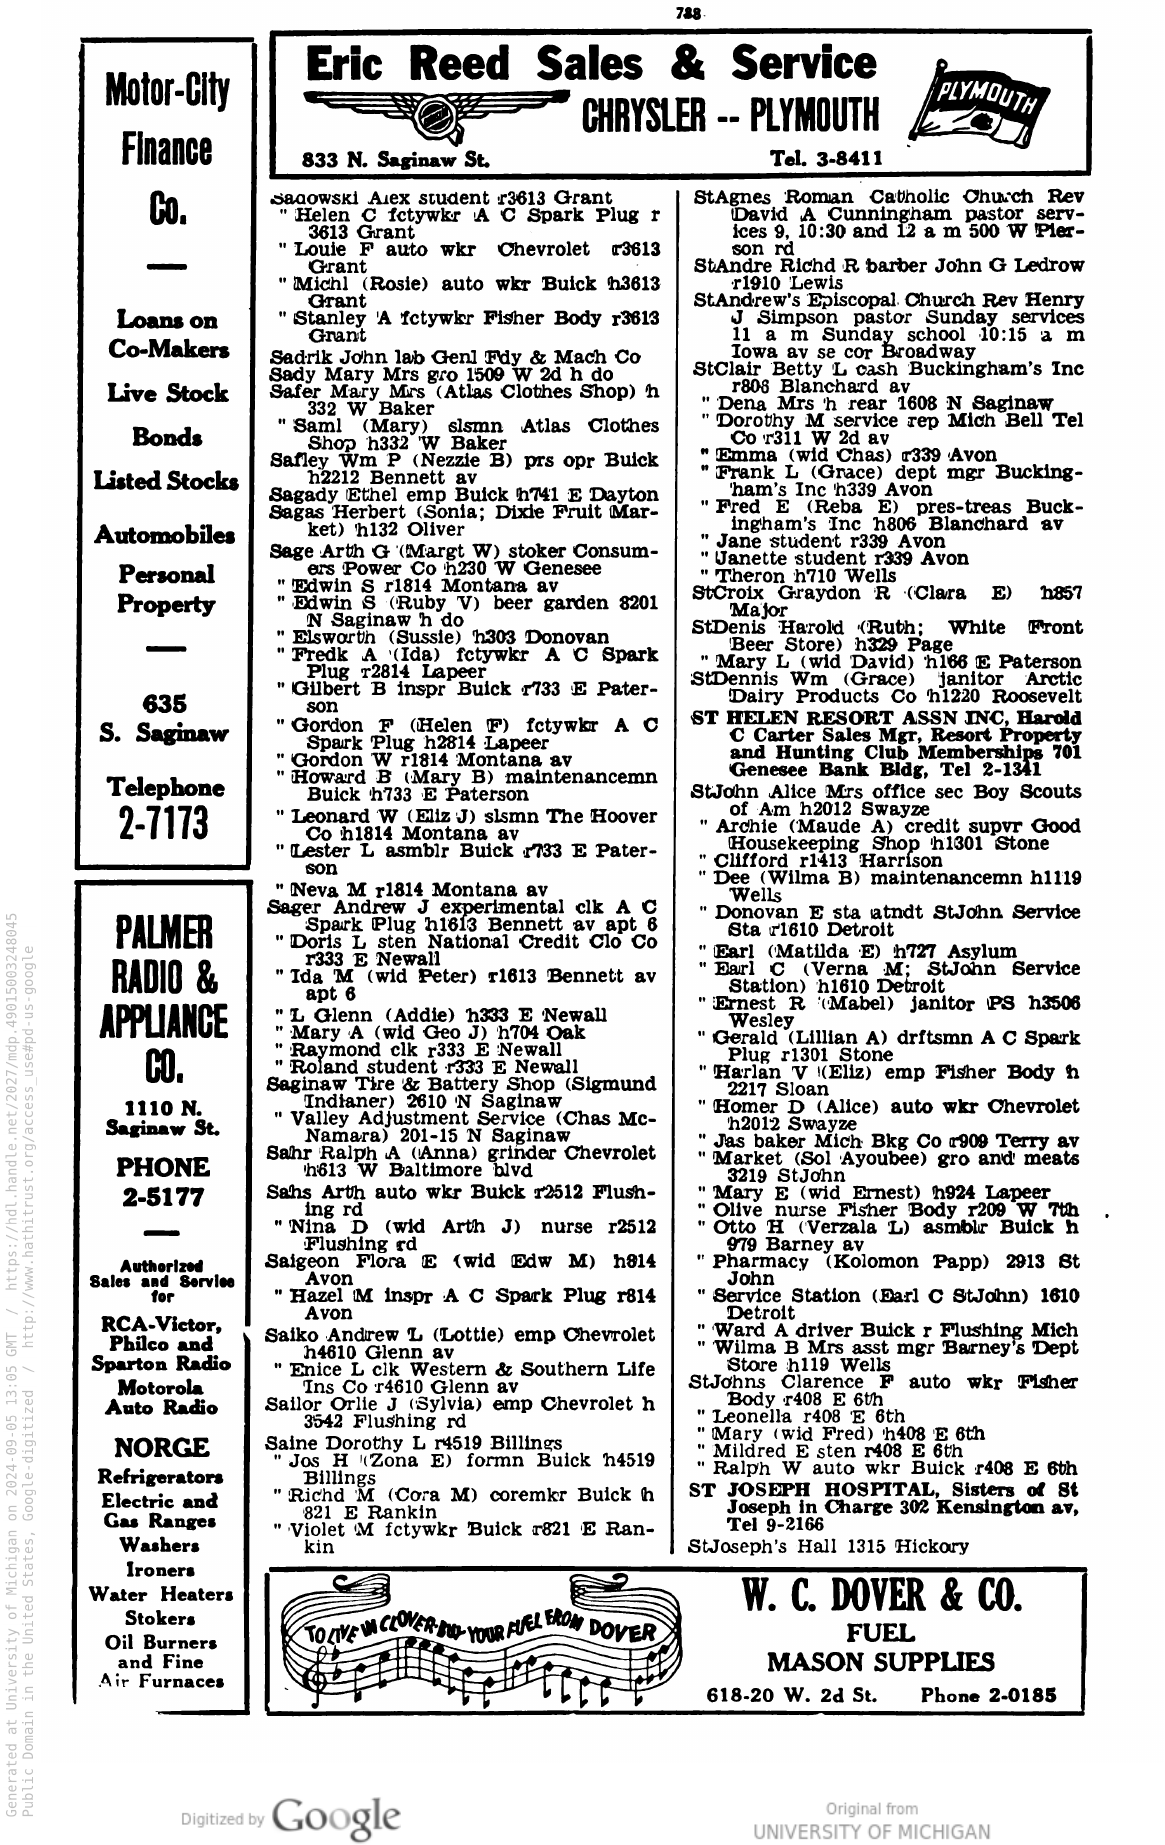 788
Motor-City
Finance
Co.
Loans on
Co-Makers
Live Stock
Bonds
Listed Stocks
Automobiles
Personal
Property
635
S. Saginaw
Telephone
2-7173
PALMER
RADIO &
APPLIANCE
CO.
1110 N.
Saginaw St.
PHONE
2-5177
Authorized
Sales and Service
for
RCA-Victor,
Philco and
Sparton Radio
Motorola
Auto Radio
NORGE
Refrigerators
Electric and
Gas Ranges
Washers
Ironers
Water Heaters
Stokers
Oil Burners
and Fine
Air Furnaces
Eric Reed Sales & Service
CHRYSLER -- PLYMOUTH
PLYMOUTH
833 N. Saginaw St. Tel. 3-8411
Sadowski Alex student r3613 Grant
" Helen C fctywkr A C Spark Plug r
3613 Grant
" Louie F auto wkr Chevrolet r3613
Grant
" Michl (Rosie) auto wkr Buick h3613
Grant
" Stanley A fctywkr Fisher Body r3613
Grant
Sadrik John lab Genl Fdy & Mach Co
Sady Mary Mrs gro 1509 W 2d h do
Safer Mary Mrs (Atlas Clothes Shop) h
332 W Baker
" Saml (Mary) slsmn Atlas Clothes
Shop h332 W Baker
Safley Wm P (Nezzie B) prs opr Buick
h2212 Bennett av
Sagady Ethel emp Buick h741 E Dayton
Sagas Herbert (Sonia; Dixie Fruit Mar-
ket) h132 Oliver
Sage Arth G (Margt W) stoker Consum-
ers Power Co h230 W Genesee
" Edwin S r1814 Montana av
" Edwin S (Ruby V) beer garden 8201
N Saginaw h do
" Elsworth (Sussie) h303 Donovan
" Fredk A (Ida) fctywkr A C Spark
Plug r2814 Lapeer
" Gilbert B inspr Buick r733 E Pater-
son
" Gordon F (Helen F) fctywkr A C
Spark Plug h2814 Lapeer
" Gordon W r1814 Montana av
" Howard B (Mary B) maintenancemn
Buick h733 E Paterson
" Leonard W (Eliz J) slsmn The Hoover
Co h1814 Montana av
" Lester L asmblr Buick r733 E Pater-
son
" Neva M r1814 Montana av
Sager Andrew J experimental clk A C
Spark Plug h1613 Bennett av apt 6
" Doris L sten National Credit Clo Co
r333 E Newall
" Ida M (wid Peter) r1613 Bennett av
apt 6
" L Glenn (Addie) h333 E Newall
" Mary A (wid Geo J) h704 Oak
" Raymond clk r333 E Newall
" Roland student r333 E Newall
Saginaw Tire & Battery Shop (Sigmund
Indianer) 2610 N Saginaw
" Valley Adjustment Service (Chas Mc-
Namara) 201-15 N Saginaw
Sahr Ralph A (Anna) grinder Chevrolet
h613 W Baltimore blvd
Sahs Arth auto wkr Buick r2512 Flush-
ing rd
" Nina D (wid Arth J) nurse r2512
Flushing rd
Saigeon Flora E (wid Edw M) h814
Avon
" Hazel M inspr A C Spark Plug r814
Avon
Saiko Andrew L (Lottie) emp Chevrolet
h4610 Glenn av
" Enice L clk Western & Southern Life
Ins Co r4610 Glenn av
Sailor Orlie J (Sylvia) emp Chevrolet h
3542 Flushing rd
Saine Dorothy L r4519 Billings
" Jos H (Zona E) formn Buick h4519
Billings
" Richd M (Cora M) coremkr Buick h
821 E Rankin
" Violet M fctywkr Buick r821 E Ran-
kin
StAgnes Roman Catholic Church Rev
David A Cunningham pastor serv-
ices 9, 10:30 and 12 a m 500 W Pier-
son rd
StAndre Richd R barber John G Ledrow
r1910 Lewis
StAndrew's Episcopal Church Rev Henry
J Simpson pastor Sunday services
11 a m Sunday school 10:15 a m
Iowa av se cor Broadway
StClair Betty L cash Buckingham's Inc
r806 Blanchard av
" Dena Mrs h rear 1608 N Saginaw
" Dorothy M service rep Mich Bell Tel
Co r311 W 2d av
" Emma (wid Chas) r339 Avon
" Frank L (Grace) dept mgr Bucking-
ham's Inc h339 Avon
" Fred E (Reba E) pres-treas Buck-
ingham's Inc h806 Blanchard av
" Jane student r339 Avon
" Janette student r339 Avon
" Theron h710 Wells
StCroix Graydon R (Clara E) h857
Major
StDenis Harold (Ruth; White Front
Beer Store) h329 Page
" Mary L (wid David) h166 E Paterson
StDennis Wm (Grace) janitor Arctic
Dairy Products Co h1220 Roosevelt
ST HELEN RESORT ASSN INC, Harold
C Carter Sales Mgr, Resort Property
and Hunting Club Memberships 701
Genesee Bank Bldg, Tel 2-1341
StJohn Alice Mrs office sec Boy Scouts
of Am h2012 Swayze
" Archie (Maude A) credit supvr Good
Housekeeping Shop h1301 Stone
" Clifford r1413 Harrison
" Dee (Wilma B) maintenancemn h1119
Wells
" Donovan E sta atndt StJohn Service
Sta r1610 Detroit
" Earl (Matilda E) h727 Asylum
" Earl C (Verna M; StJohn Service
Station) h1610 Detroit
" Ernest R (Mabel) janitor PS h3506
Wesley
" Gerald (Lillian A) drftsmn A C Spark
Plug r1301 Stone
" Harlan V (Eliz) emp Fisher Body h
2217 Sloan
" Homer D (Alice) auto wkr Chevrolet
h2012 Swayze
" Jas baker Mich Bkg Co r909 Terry av
" Market (Sol Ayoubee) gro and meats
3219 StJohn
" Mary E (wid Ernest) h924 Lapeer
" Olive nurse Fisher Body r209 W 7th
" Otto H (Verzala L) asmblr Buick h
979 Barney av
" Pharmacy (Kolomon Papp) 2913 St
John
" Service Station (Earl C StJohn) 1610
Detroit
" Ward A driver Buick r Flushing Mich
" Wilma B Mrs asst mgr Barney's Dept
Store h119 Wells
StJohns Clarence F auto wkr Fisher
Body r408 E 6th
" Leonella r408 E 6th
" Mary (wid Fred) h408 E 6th
" Mildred E sten r408 E 6th
" Ralph W auto wkr Buick r408 E 6th
ST JOSEPH HOSPITAL, Sisters of St
Joseph in Charge 302 Kensington av,
Tel 9-2166
StJoseph's Hall 1315 Hickory
TO LIVE IN CLOVER-BUY YOUR FUEL FROM DOVER
W. C. DOVER & CO.
FUEL
MASON SUPPLIES
618-20 W. 2d St. Phone 2-0185
Generated at University of Michigan on 2024-09-05 13:05 GMT / https://hdl.handle.net/2027/mdp.49015003248045
Public Domain in the United States, Google-digitized / http://www.hathitrust.org/access_use#pd-us-google
Digitized by Google
Original from
UNIVERSITY OF MICHIGAN